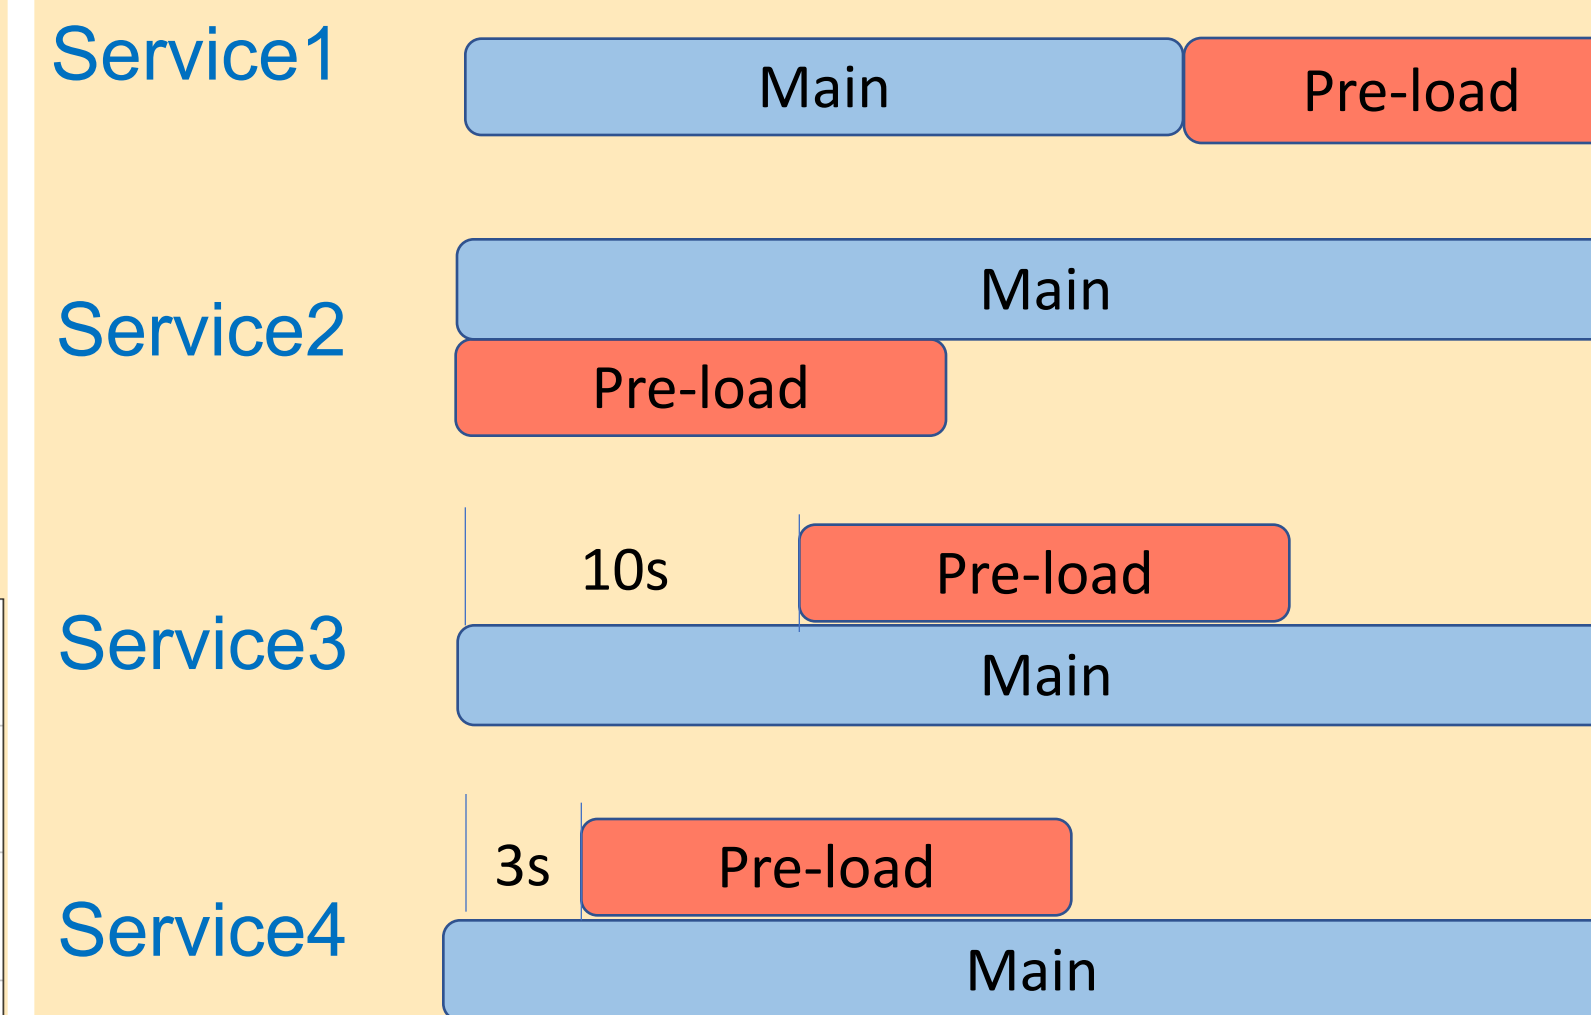 Service1
Main
Pre-load
Service2
Main
Pre-load
Service3
10s
Pre-load
Main
Service4
3s
Pre-load
Main